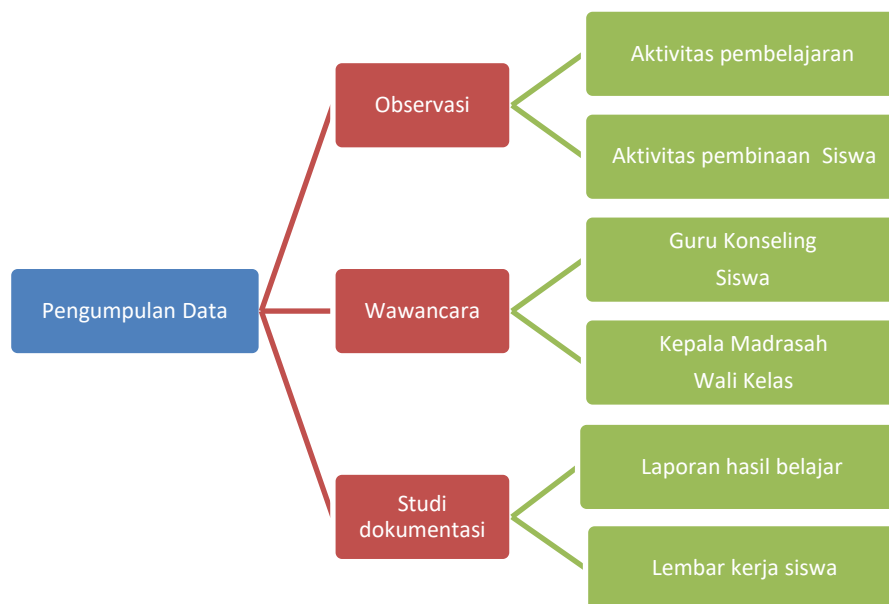 Pengumpulan Data
Observasi
Aktivitas pembelajaran
Aktivitas pembinaan  Siswa
Wawancara
Guru Konseling
Siswa
Kepala Madrasah
Wali Kelas
Studi
dokumentasi
Laporan hasil belajar
Lembar kerja siswa